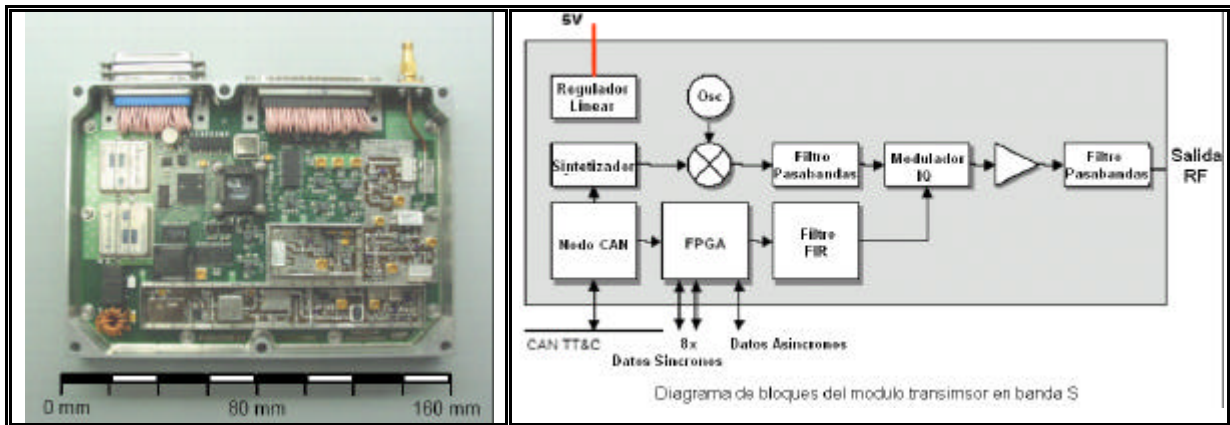 0 mm
80 mm
160 mm
5V
Regulador
Linear
Osc
Sintetizador
Filtro
Pasabandas
Modulador
IQ
Filtro
Pasabandas
Salida
RF
Nodo CAN
FPGA
Filtro
FIR
CAN TT&C
8x
Datos Sincronos
Datos Asincronos
Diagrama de bloques del modulo transimsor en banda S